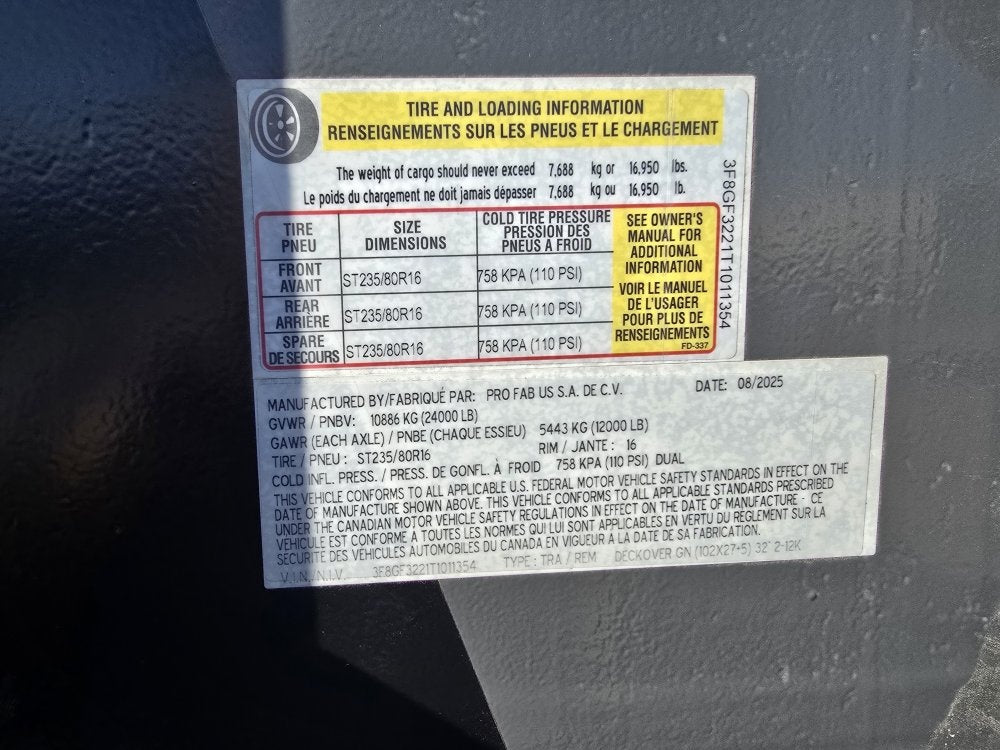 TIRE AND LOADING INFORMATION
RENSEIGNEMENTS SUR LES PNEUS ET LE CHARGEMENT
The weight of cargo should never exceed 7,688 kg or 16,950 lbs.
Le poids du chargement ne doit jamais dépasser 7,688 kg ou 16,950 lb.
TIRE PNEU SIZE DIMENSIONS COLD TIRE PRESSURE PRESSION DES PNEUS A FROID
FRONT AVANT ST235/80R16 758 KPA (110 PSI)
REAR ARRIÈRE ST235/80R16 758 KPA (110 PSI)
SPARE DE SECOURS ST235/80R16 758 KPA (110 PSI)
SEE OWNER'S
MANUAL FOR
ADDITIONAL
INFORMATION
VOIR LE MANUEL
DE L'USAGER
POUR PLUS DE
RENSEIGNEMENTS
FD-337
3F8GF3221T1011354
MANUFACTURED BY/FABRIQUÉ PAR: PRO FAB US S.A. DE C.V. DATE: 08/2025
GVWR / PNBV: 10886 KG (24000 LB)
GAWR (EACH AXLE) / PNBE (CHAQUE ESSIEU) 5443 KG (12000 LB)
TIRE / PNEU : ST235/80R16 RIM / JANTE : 16
COLD INFL. PRESS. / PRESS. DE GONFL. À FROID 758 KPA (110 PSI) DUAL
THIS VEHICLE CONFORMS TO ALL APPLICABLE U.S. FEDERAL MOTOR VEHICLE SAFETY STANDARDS IN EFFECT ON THE
DATE OF MANUFACTURE SHOWN ABOVE. THIS VEHICLE CONFORMS TO ALL APPLICABLE STANDARDS PRESCRIBED
UNDER THE CANADIAN MOTOR VEHICLE SAFETY REGULATIONS IN EFFECT ON THE DATE OF MANUFACTURE - CE
VÉHICULE EST CONFORME À TOUTES LES NORMES QUI LUI SONT APPLICABLES EN VERTU DU RÈGLEMENT SUR LA
SÉCURITÉ DES VÉHICULES AUTOMOBILES DU CANADA EN VIGUEUR À LA DATE DE SA FABRICATION.
V.I.N./N.I.V. 3F8GF3221T1011354 TYPE : TRA / REM DECKOVER GN (102X27+5) 32' 2-12K